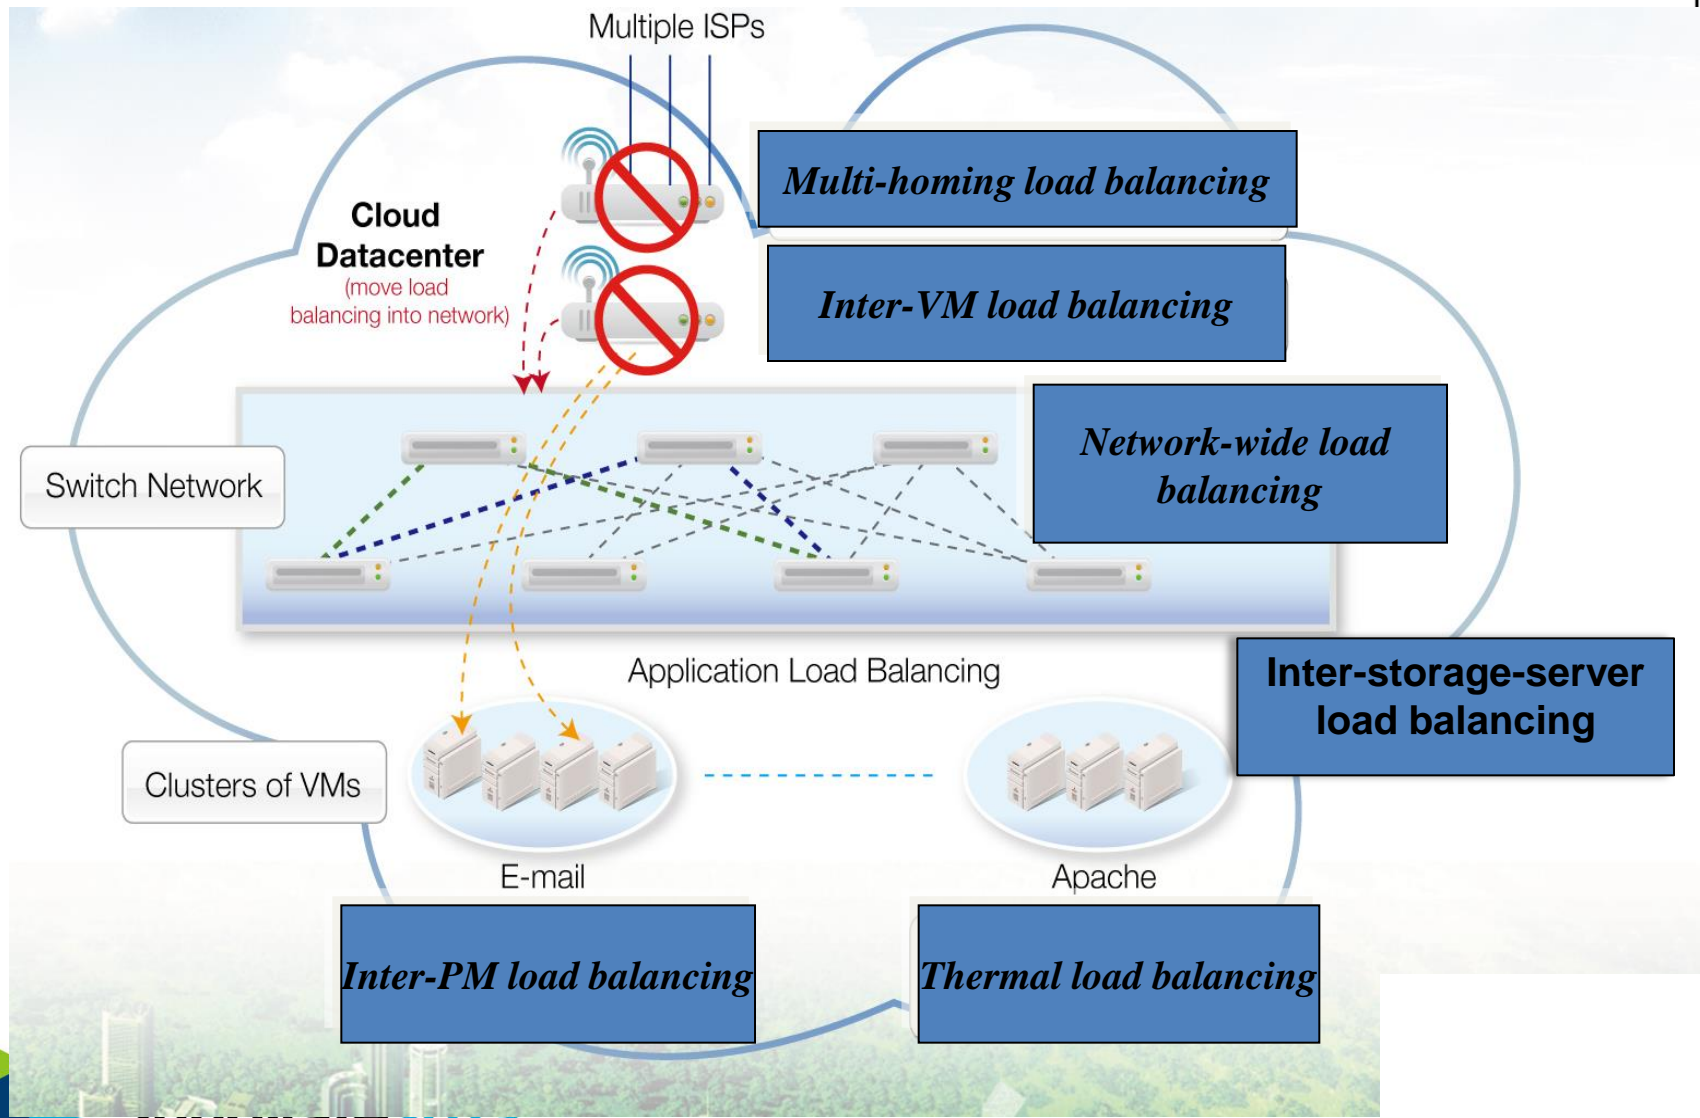 Multiple ISPs
Multi-homing load balancing
Cloud
Datacenter
(move load
balancing into network)
Inter-VM load balancing
Network-wide load
balancing
Switch Network
Application Load Balancing
Inter-storage-server
load balancing
Clusters of VMs
E-mail
Apache
Inter-PM load balancing
Thermal load balancing